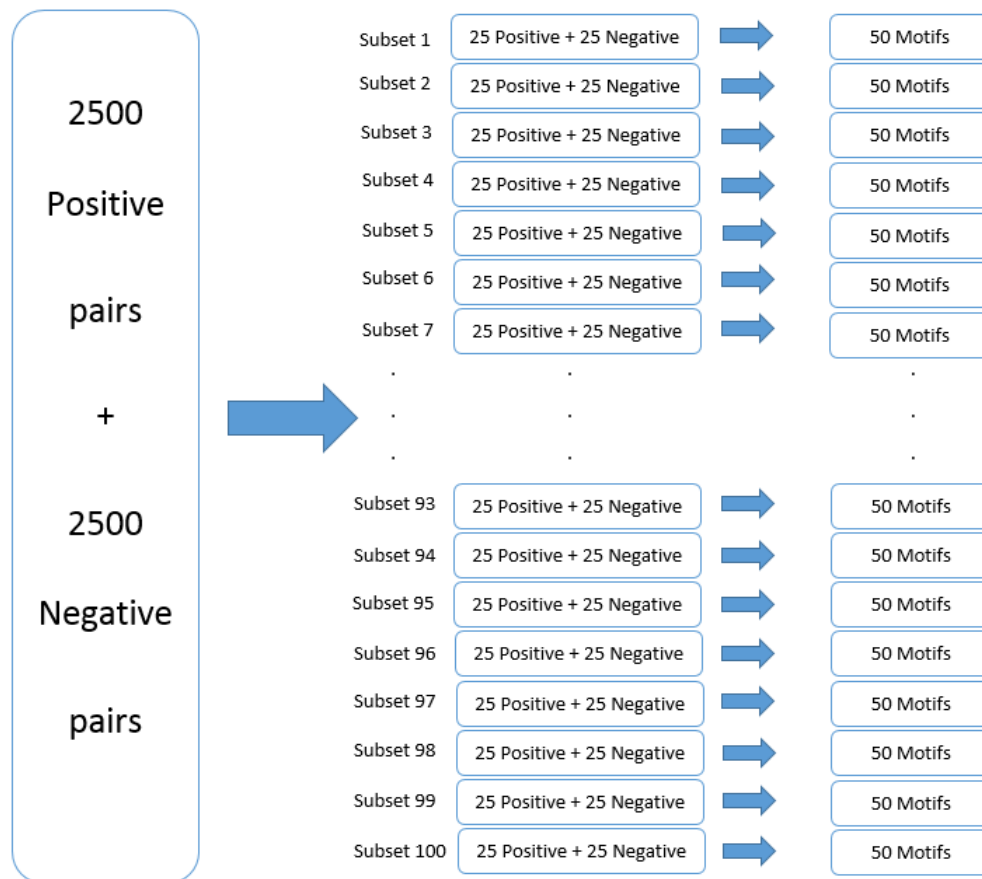 2500
Positive
pairs
+
2500
Negative
pairs
Subset 1 25 Positive + 25 Negative 50 Motifs
Subset 2 25 Positive + 25 Negative 50 Motifs
Subset 3 25 Positive + 25 Negative 50 Motifs
Subset 4 25 Positive + 25 Negative 50 Motifs
Subset 5 25 Positive + 25 Negative 50 Motifs
Subset 6 25 Positive + 25 Negative 50 Motifs
Subset 7 25 Positive + 25 Negative 50 Motifs
. . .
. . .
. . .
Subset 93 25 Positive + 25 Negative 50 Motifs
Subset 94 25 Positive + 25 Negative 50 Motifs
Subset 95 25 Positive + 25 Negative 50 Motifs
Subset 96 25 Positive + 25 Negative 50 Motifs
Subset 97 25 Positive + 25 Negative 50 Motifs
Subset 98 25 Positive + 25 Negative 50 Motifs
Subset 99 25 Positive + 25 Negative 50 Motifs
Subset 100 25 Positive + 25 Negative 50 Motifs